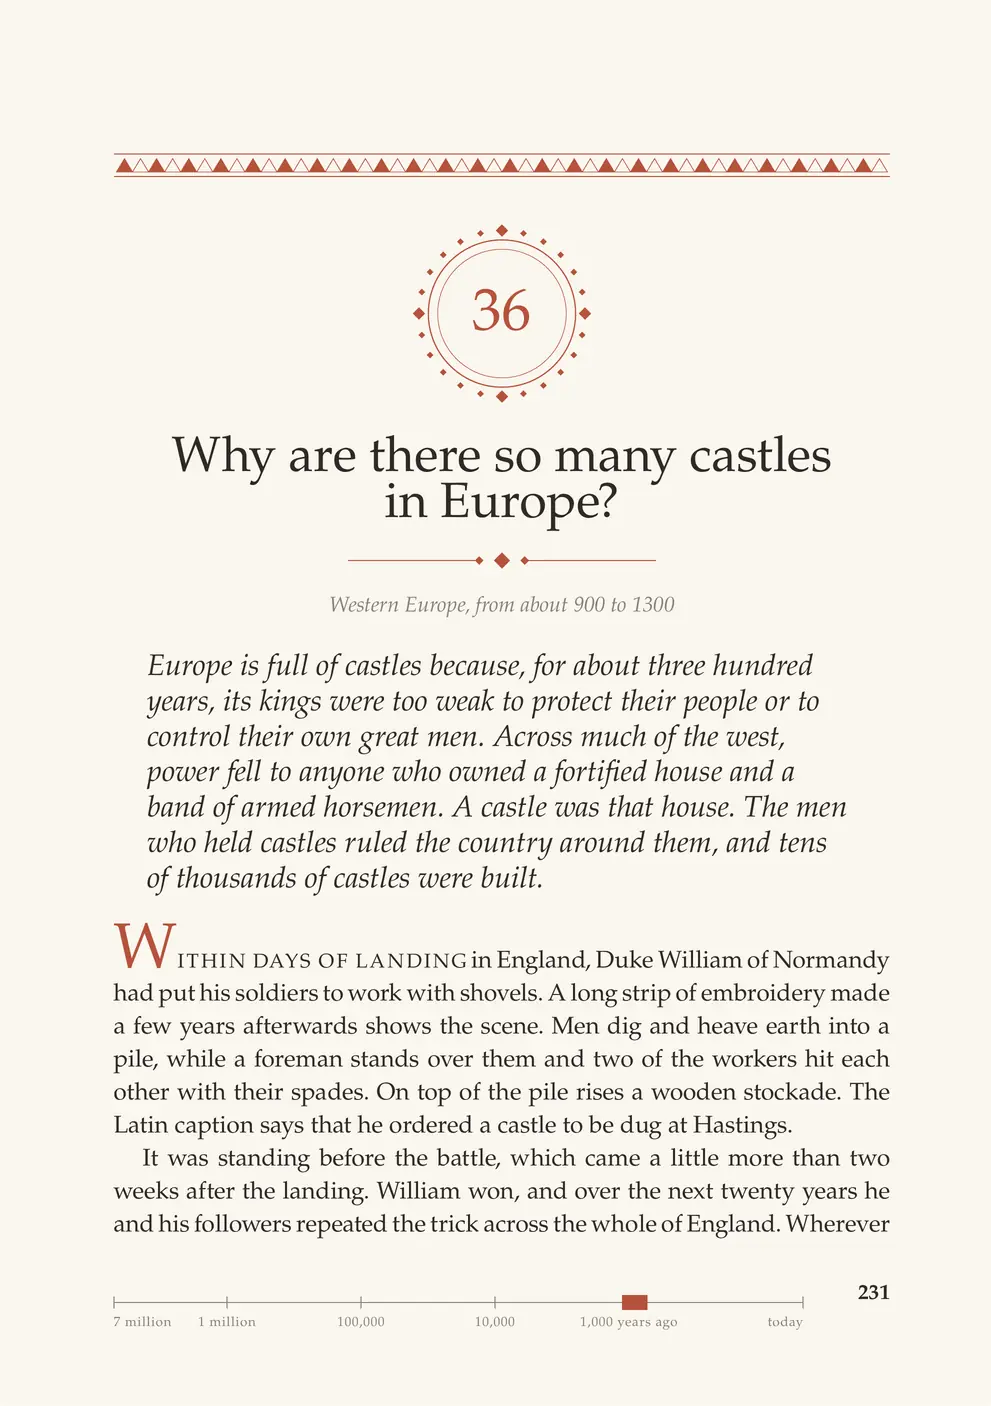 36
Why are there so many castles
in Europe?
Western Europe, from about 900 to 1300
Europe is full of castles because, for about three hundred
years, its kings were too weak to protect their people or to
control their own great men. Across much of the west,
power fell to anyone who owned a fortified house and a
band of armed horsemen. A castle was that house. The men
who held castles ruled the country around them, and tens
of thousands of castles were built.
WITHIN DAYS OF LANDING in England, Duke William of Normandy
had put his soldiers to work with shovels. A long strip of embroidery made
a few years afterwards shows the scene. Men dig and heave earth into a
pile, while a foreman stands over them and two of the workers hit each
other with their spades. On top of the pile rises a wooden stockade. The
Latin caption says that he ordered a castle to be dug at Hastings.
It was standing before the battle, which came a little more than two
weeks after the landing. William won, and over the next twenty years he
and his followers repeated the trick across the whole of England. Wherever
231
7 million 1 million 100,000 10,000 1,000 years ago today